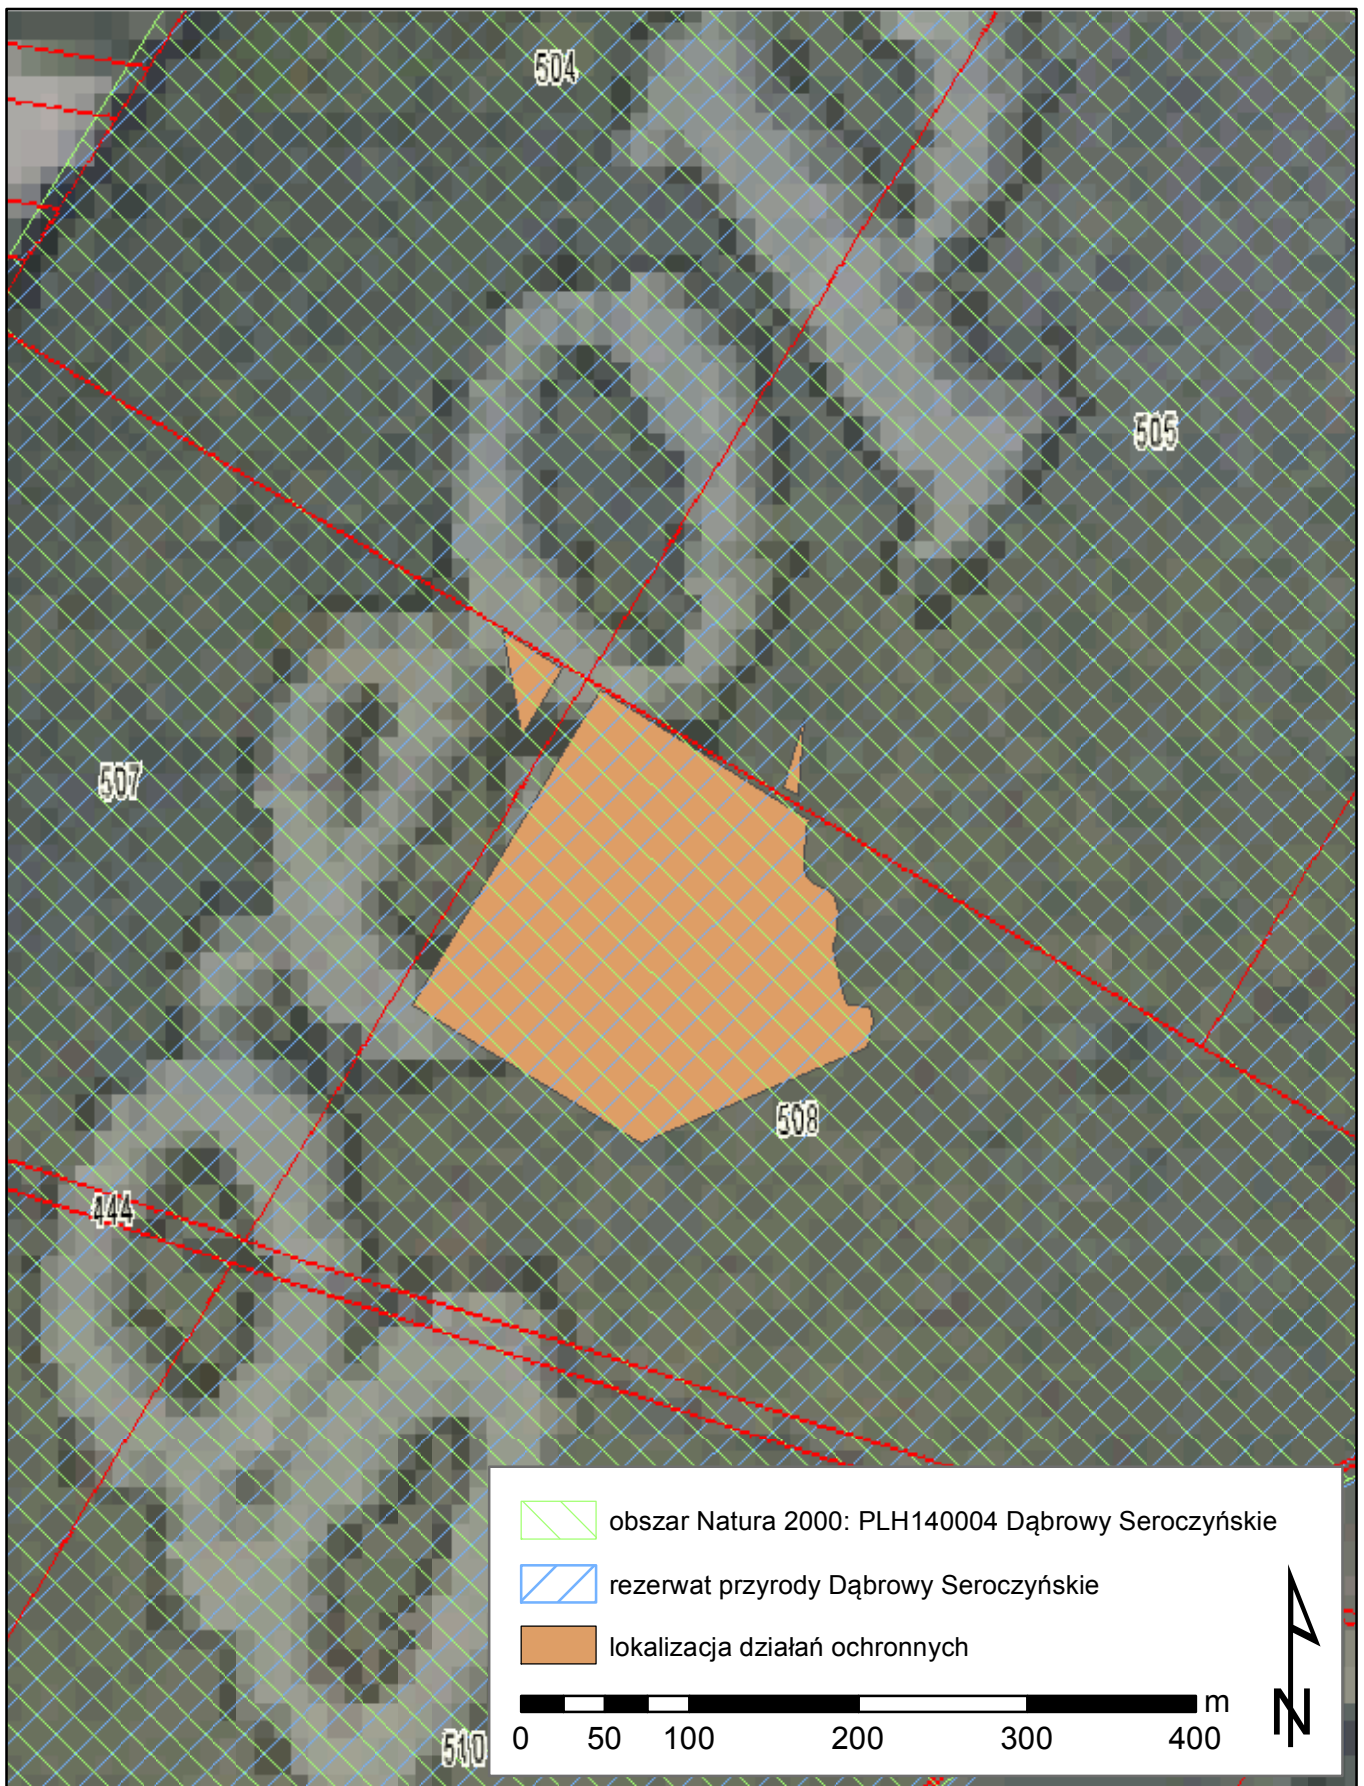 504
505
507
508
444
510
obszar Natura 2000: PLH140004 Dąbrowy Seroczyńskie
rezerwat przyrody Dąbrowy Seroczyńskie
lokalizacja działań ochronnych
m
0 50 100 200 300 400
N